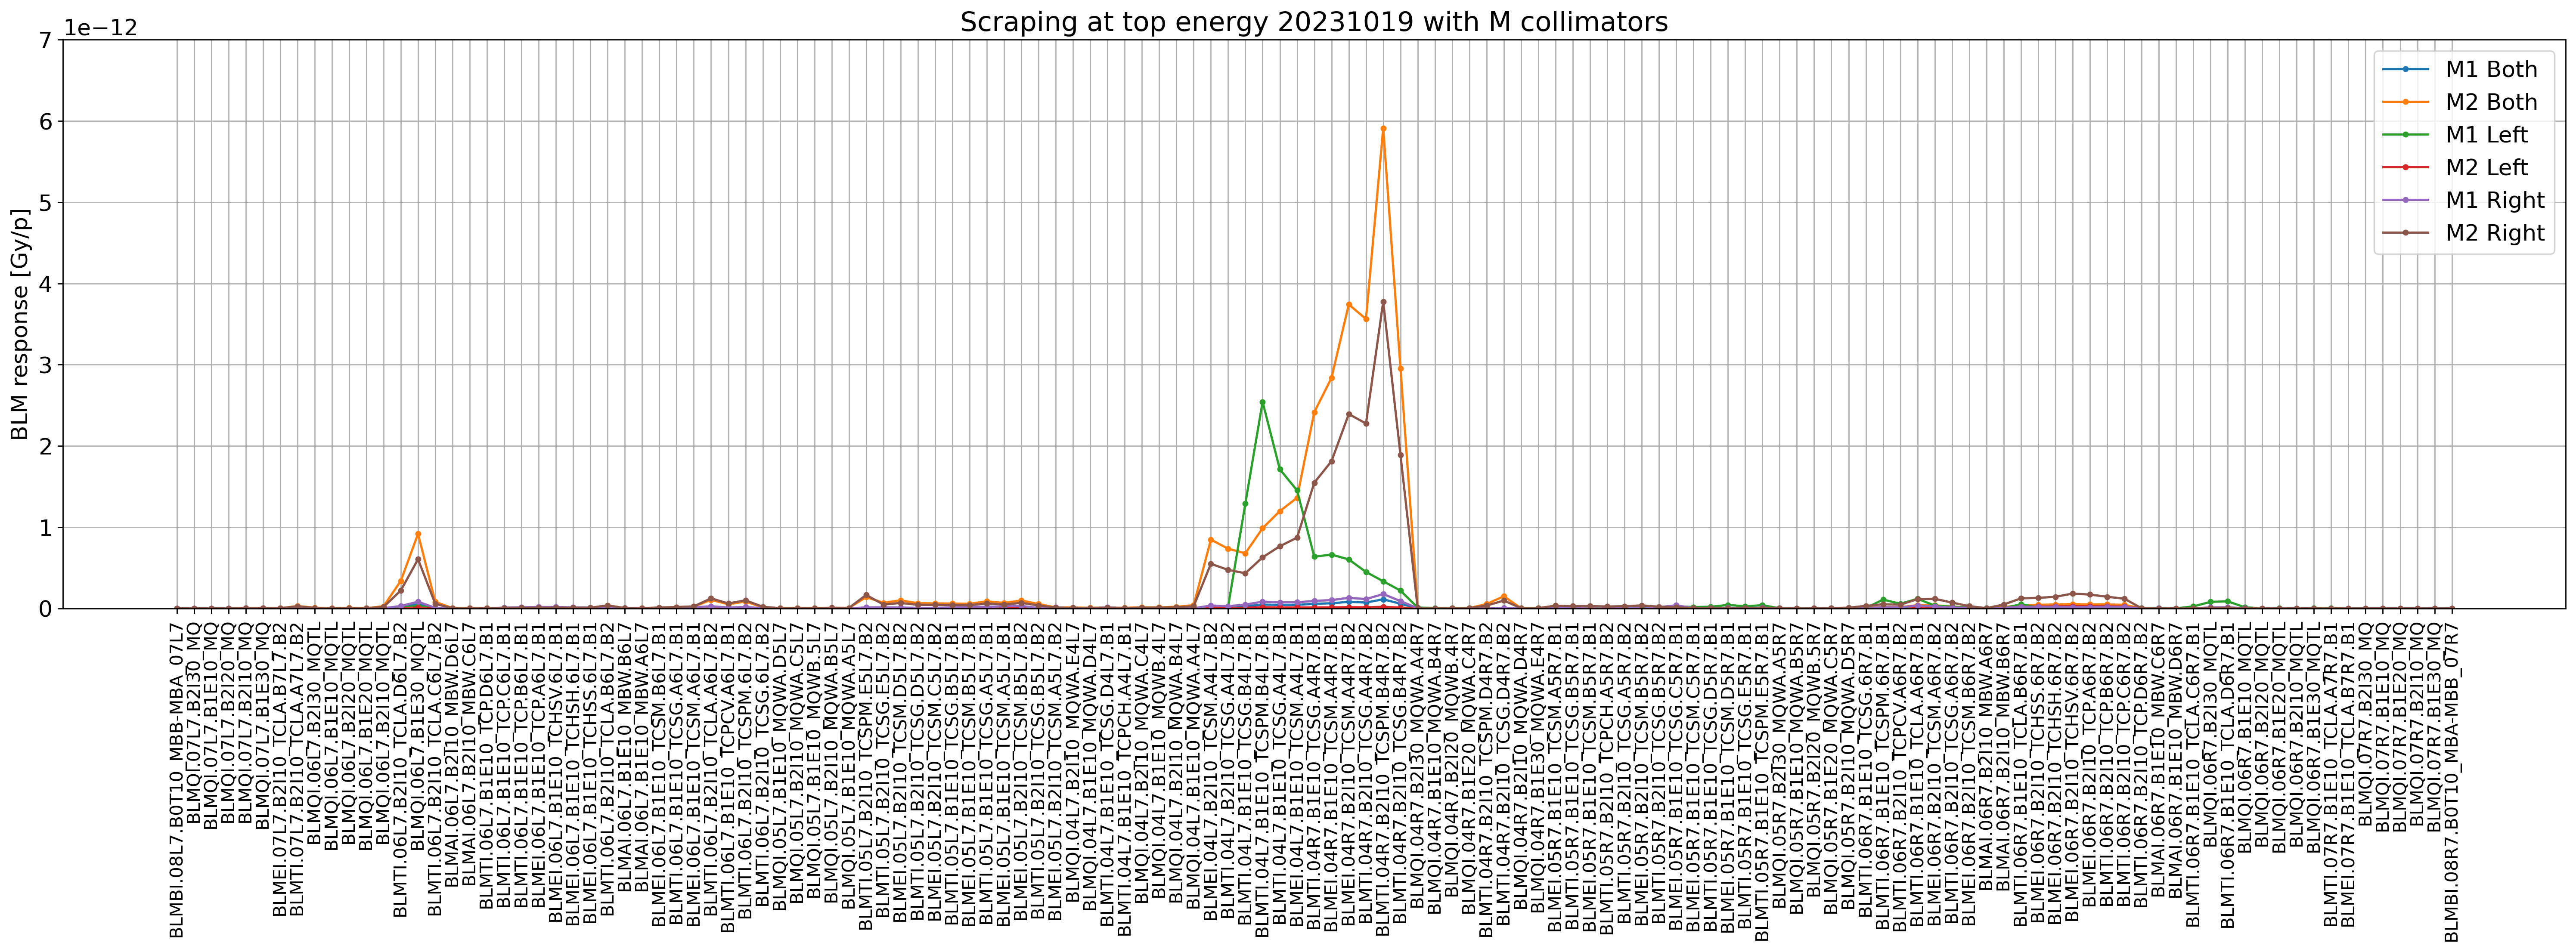 Scraping at top energy 20231019 with M collimators
1e−12
BLM response [Gy/p]
7
6
5
4
3
2
1
0
M1 Both
M2 Both
M1 Left
M2 Left
M1 Right
M2 Right
BLMBI.08L7.B0T10_MBB-MBA_07L7
BLMQI.07L7.B2I30_MQ
BLMQI.07L7.B1E10_MQ
BLMQI.07L7.B2I20_MQ
BLMQI.07L7.B2I10_MQ
BLMQI.07L7.B1E30_MQ
BLMEI.07L7.B2I10_TCLA.B7L7.B2
BLMTI.07L7.B2I10_TCLA.A7L7.B2
BLMQI.06L7.B2I30_MQTL
BLMQI.06L7.B1E10_MQTL
BLMQI.06L7.B2I20_MQTL
BLMQI.06L7.B1E20_MQTL
BLMQI.06L7.B2I10_MQTL
BLMTI.06L7.B2I10_TCLA.D6L7.B2
BLMQI.06L7.B1E30_MQTL
BLMTI.06L7.B2I10_TCLA.C6L7.B2
BLMAI.06L7.B2I10_MBW.D6L7
BLMAI.06L7.B2I10_MBW.C6L7
BLMTI.06L7.B1E10_TCP.D6L7.B1
BLMTI.06L7.B1E10_TCP.C6L7.B1
BLMTI.06L7.B1E10_TCP.B6L7.B1
BLMEI.06L7.B1E10_TCP.A6L7.B1
BLMEI.06L7.B1E10_TCHSV.6L7.B1
BLMEI.06L7.B1E10_TCHSH.6L7.B1
BLMEI.06L7.B1E10_TCHSS.6L7.B1
BLMTI.06L7.B2I10_TCLA.B6L7.B2
BLMAI.06L7.B1E10_MBW.B6L7
BLMAI.06L7.B1E10_MBW.A6L7
BLMEI.06L7.B1E10_TCSM.B6L7.B1
BLMTI.06L7.B1E10_TCSG.A6L7.B1
BLMEI.06L7.B1E10_TCSM.A6L7.B1
BLMTI.06L7.B2I10_TCLA.A6L7.B2
BLMTI.06L7.B1E10_TCPCV.A6L7.B1
BLMTI.06L7.B2I10_TCSPM.6L7.B2
BLMTI.06L7.B2I10_TCSG.6L7.B2
BLMQI.05L7.B1E10_MQWA.D5L7
BLMQI.05L7.B2I10_MQWA.C5L7
BLMQI.05L7.B1E10_MQWB.5L7
BLMQI.05L7.B2I10_MQWA.B5L7
BLMQI.05L7.B1E10_MQWA.A5L7
BLMTI.05L7.B2I10_TCSPM.E5L7.B2
BLMTI.05L7.B2I10_TCSG.E5L7.B2
BLMEI.05L7.B2I10_TCSM.D5L7.B2
BLMTI.05L7.B2I10_TCSG.D5L7.B2
BLMEI.05L7.B2I10_TCSM.C5L7.B2
BLMTI.05L7.B1E10_TCSG.B5L7.B1
BLMEI.05L7.B1E10_TCSM.B5L7.B1
BLMTI.05L7.B1E10_TCSG.A5L7.B1
BLMEI.05L7.B1E10_TCSM.A5L7.B1
BLMEI.05L7.B2I10_TCSM.B5L7.B2
BLMTI.05L7.B2I10_TCSG.B5L7.B2
BLMEI.05L7.B2I10_TCSM.A5L7.B2
BLMQI.04L7.B2I10_MQWA.E4L7
BLMQI.04L7.B1E10_MQWA.D4L7
BLMTI.04L7.B1E10_TCSG.D4L7.B1
BLMTI.04L7.B1E10_TCPCH.A4L7.B1
BLMQI.04L7.B2I10_MQWA.C4L7
BLMQI.04L7.B1E10_MQWB.4L7
BLMQI.04L7.B2I10_MQWA.B4L7
BLMQI.04L7.B1E10_MQWA.A4L7
BLMEI.04L7.B2I10_TCSM.A4L7.B2
BLMTI.04L7.B2I10_TCSG.A4L7.B2
BLMTI.04L7.B1E10_TCSG.B4L7.B1
BLMTI.04L7.B1E10_TCSPM.B4L7.B1
BLMTI.04L7.B1E10_TCSG.A4L7.B1
BLMEI.04L7.B1E10_TCSM.A4L7.B1
BLMTI.04R7.B1E10_TCSG.A4R7.B1
BLMEI.04R7.B1E10_TCSM.A4R7.B1
BLMEI.04R7.B2I10_TCSM.A4R7.B2
BLMTI.04R7.B2I10_TCSG.A4R7.B2
BLMTI.04R7.B2I10_TCSPM.B4R7.B2
BLMTI.04R7.B2I10_TCSG.B4R7.B2
BLMQI.04R7.B2I30_MQWA.A4R7
BLMQI.04R7.B1E10_MQWA.B4R7
BLMQI.04R7.B2I20_MQWB.4R7
BLMQI.04R7.B1E20_MQWA.C4R7
BLMTI.04R7.B2I10_TCSPM.D4R7.B2
BLMTI.04R7.B2I10_TCSG.D4R7.B2
BLMQI.04R7.B2I10_MQWA.D4R7
BLMQI.04R7.B1E30_MQWA.E4R7
BLMEI.05R7.B1E10_TCSM.A5R7.B1
BLMEI.05R7.B1E10_TCSG.B5R7.B1
BLMEI.05R7.B1E10_TCSM.B5R7.B1
BLMTI.05R7.B2I10_TCPCH.A5R7.B2
BLMTI.05R7.B2I10_TCSG.A5R7.B2
BLMEI.05R7.B2I10_TCSM.B5R7.B2
BLMTI.05R7.B2I10_TCSG.B5R7.B2
BLMEI.05R7.B1E10_TCSG.C5R7.B1
BLMEI.05R7.B1E10_TCSM.C5R7.B1
BLMTI.05R7.B1E10_TCSG.D5R7.B1
BLMEI.05R7.B1E10_TCSM.D5R7.B1
BLMTI.05R7.B1E10_TCSG.E5R7.B1
BLMTI.05R7.B1E10_TCSPM.E5R7.B1
BLMQI.05R7.B2I30_MQWA.A5R7
BLMQI.05R7.B1E10_MQWA.B5R7
BLMQI.05R7.B2I20_MQWB.5R7
BLMQI.05R7.B1E20_MQWA.C5R7
BLMQI.05R7.B2I10_MQWA.D5R7
BLMTI.06R7.B1E10_TCSG.6R7.B1
BLMTI.06R7.B1E10_TCSPM.6R7.B1
BLMTI.06R7.B2I10_TCPCV.A6R7.B2
BLMTI.06R7.B1E10_TCLA.A6R7.B1
BLMEI.06R7.B2I10_TCSM.A6R7.B2
BLMTI.06R7.B2I10_TCSG.A6R7.B2
BLMEI.06R7.B2I10_TCSM.B6R7.B2
BLMAI.06R7.B2I10_MBW.A6R7
BLMAI.06R7.B2I10_MBW.B6R7
BLMTI.06R7.B1E10_TCLA.B6R7.B1
BLMEI.06R7.B2I10_TCHSS.6R7.B2
BLMEI.06R7.B2I10_TCHSH.6R7.B2
BLMEI.06R7.B2I10_TCHSV.6R7.B2
BLMEI.06R7.B2I10_TCP.A6R7.B2
BLMTI.06R7.B2I10_TCP.B6R7.B2
BLMTI.06R7.B2I10_TCP.C6R7.B2
BLMTI.06R7.B2I10_TCP.D6R7.B2
BLMAI.06R7.B1E10_MBW.C6R7
BLMAI.06R7.B1E10_MBW.D6R7
BLMTI.06R7.B1E10_TCLA.C6R7.B1
BLMQI.06R7.B2I30_MQTL
BLMTI.06R7.B1E10_TCLA.D6R7.B1
BLMQI.06R7.B1E10_MQTL
BLMQI.06R7.B2I20_MQTL
BLMQI.06R7.B1E20_MQTL
BLMQI.06R7.B2I10_MQTL
BLMQI.06R7.B1E30_MQTL
BLMTI.07R7.B1E10_TCLA.A7R7.B1
BLMEI.07R7.B1E10_TCLA.B7R7.B1
BLMQI.07R7.B2I30_MQ
BLMQI.07R7.B1E10_MQ
BLMQI.07R7.B1E20_MQ
BLMQI.07R7.B2I10_MQ
BLMQI.07R7.B1E30_MQ
BLMBI.08R7.B0T10_MBA-MBB_07R7